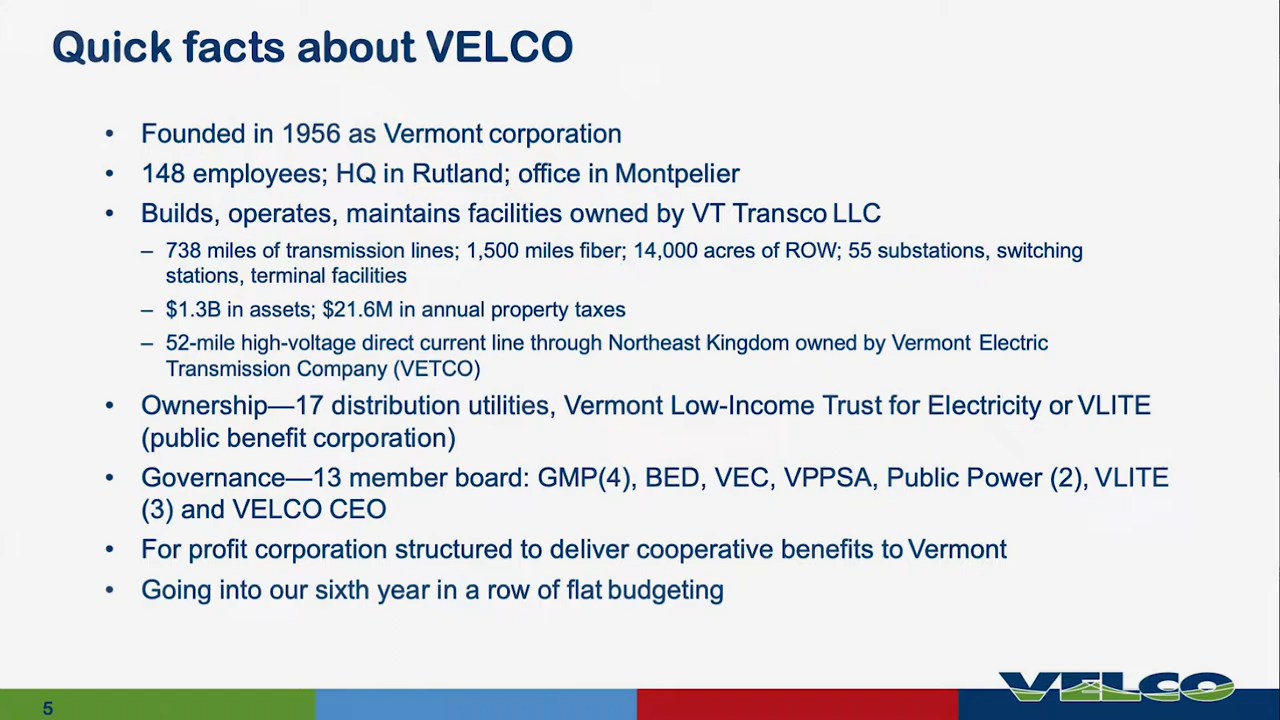 Quick facts about VELCO
• Founded in 1956 as Vermont corporation
• 148 employees; HQ in Rutland; office in Montpelier
• Builds, operates, maintains facilities owned by VT Transco LLC
– 738 miles of transmission lines; 1,500 miles fiber; 14,000 acres of ROW; 55 substations, switching
stations, terminal facilities
– $1.3B in assets; $21.6M in annual property taxes
– 52-mile high-voltage direct current line through Northeast Kingdom owned by Vermont Electric
Transmission Company (VETCO)
• Ownership—17 distribution utilities, Vermont Low-Income Trust for Electricity or VLITE
(public benefit corporation)
• Governance—13 member board: GMP(4), BED, VEC, VPPSA, Public Power (2), VLITE
(3) and VELCO CEO
• For profit corporation structured to deliver cooperative benefits to Vermont
• Going into our sixth year in a row of flat budgeting
5
VELCO